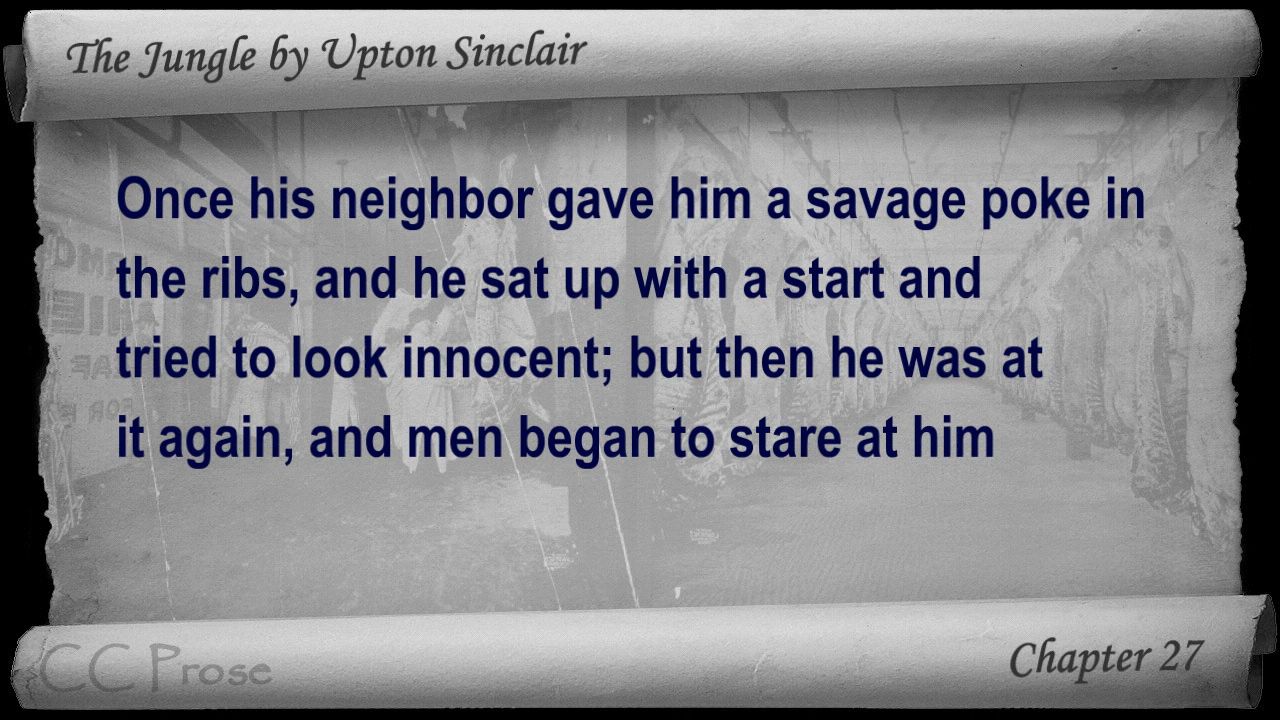 The Jungle by Upton Sinclair
Once his neighbor gave him a savage poke in
the ribs, and he sat up with a start and
tried to look innocent; but then he was at
it again, and men began to stare at him
CC Prose
Chapter 27